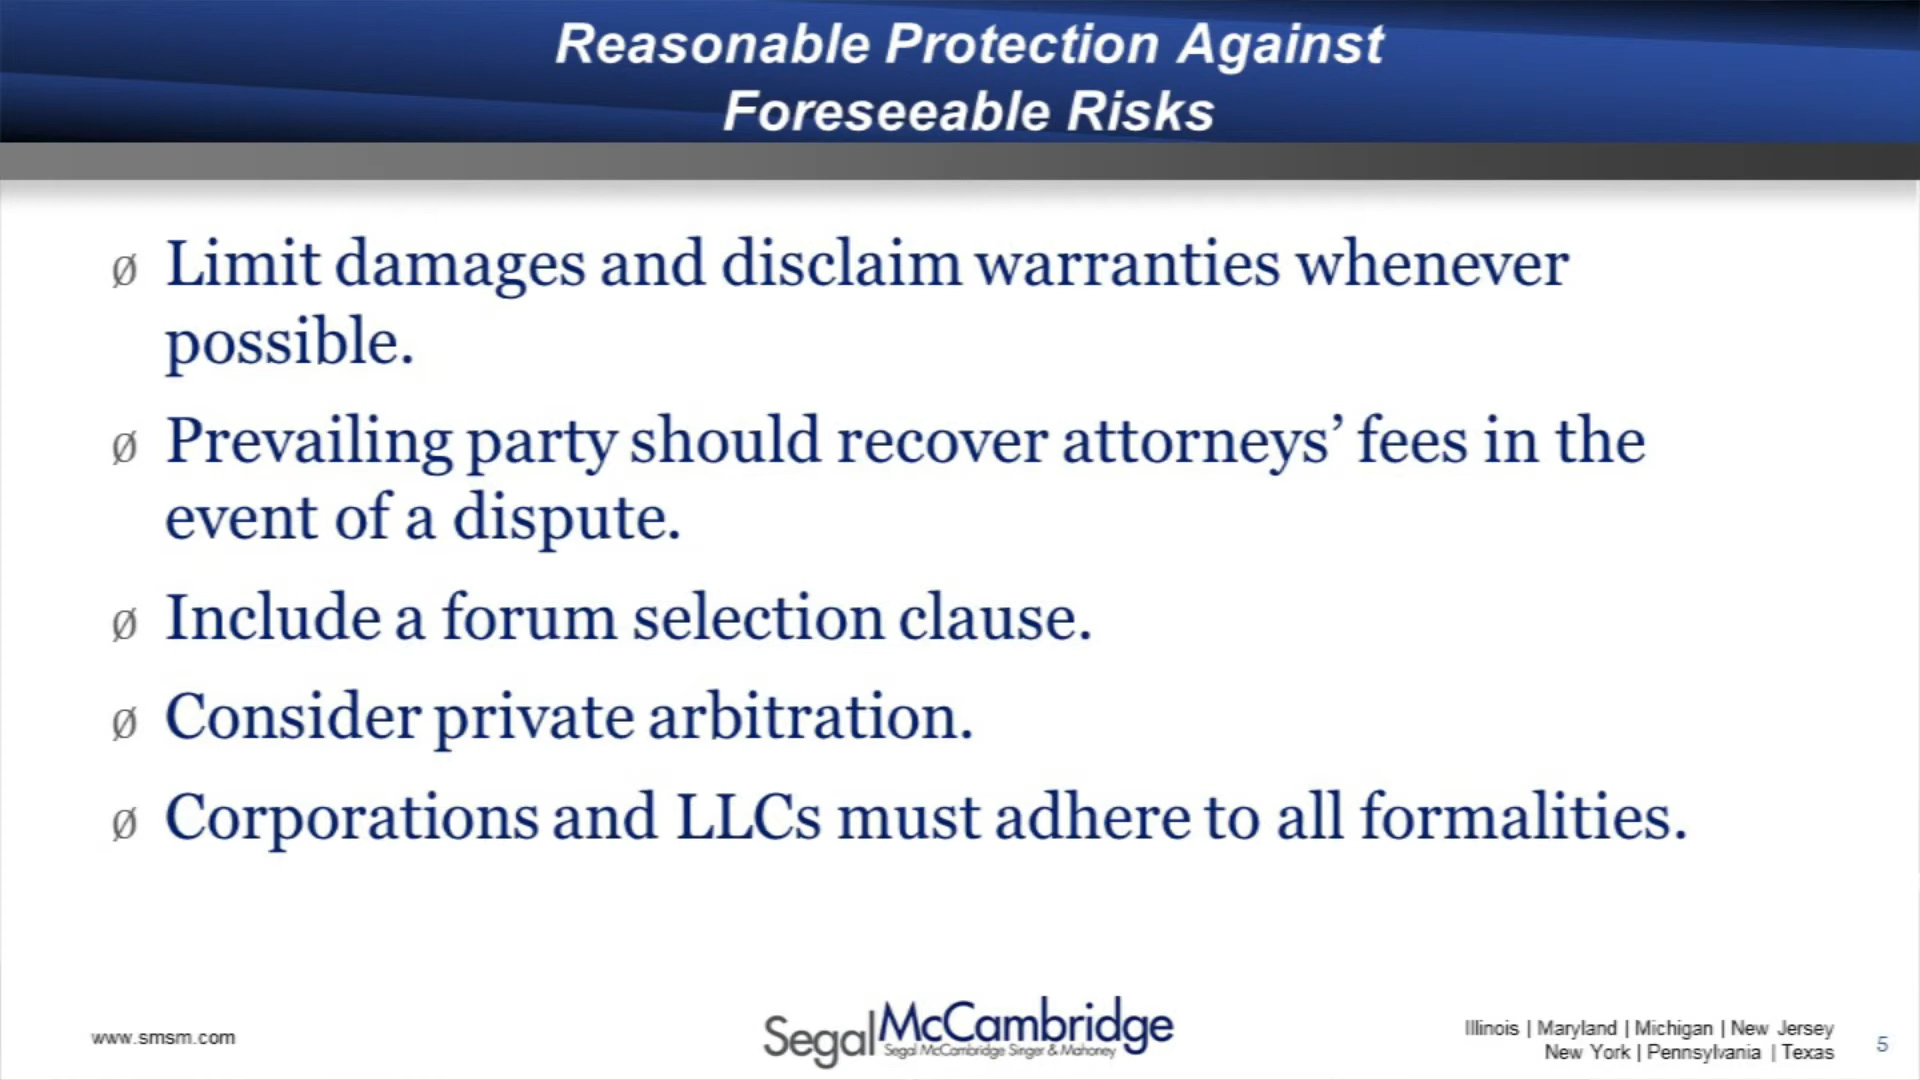 Reasonable Protection Against
Foreseeable Risks
Ø Limit damages and disclaim warranties whenever
possible.
Ø Prevailing party should recover attorneys’ fees in the
event of a dispute.
Ø Include a forum selection clause.
Ø Consider private arbitration.
Ø Corporations and LLCs must adhere to all formalities.
www.smsm.com
Segal McCambridge
Segal McCambridge Singer & Mahoney
Illinois | Maryland | Michigan | New Jersey
New York | Pennsylvania | Texas
5